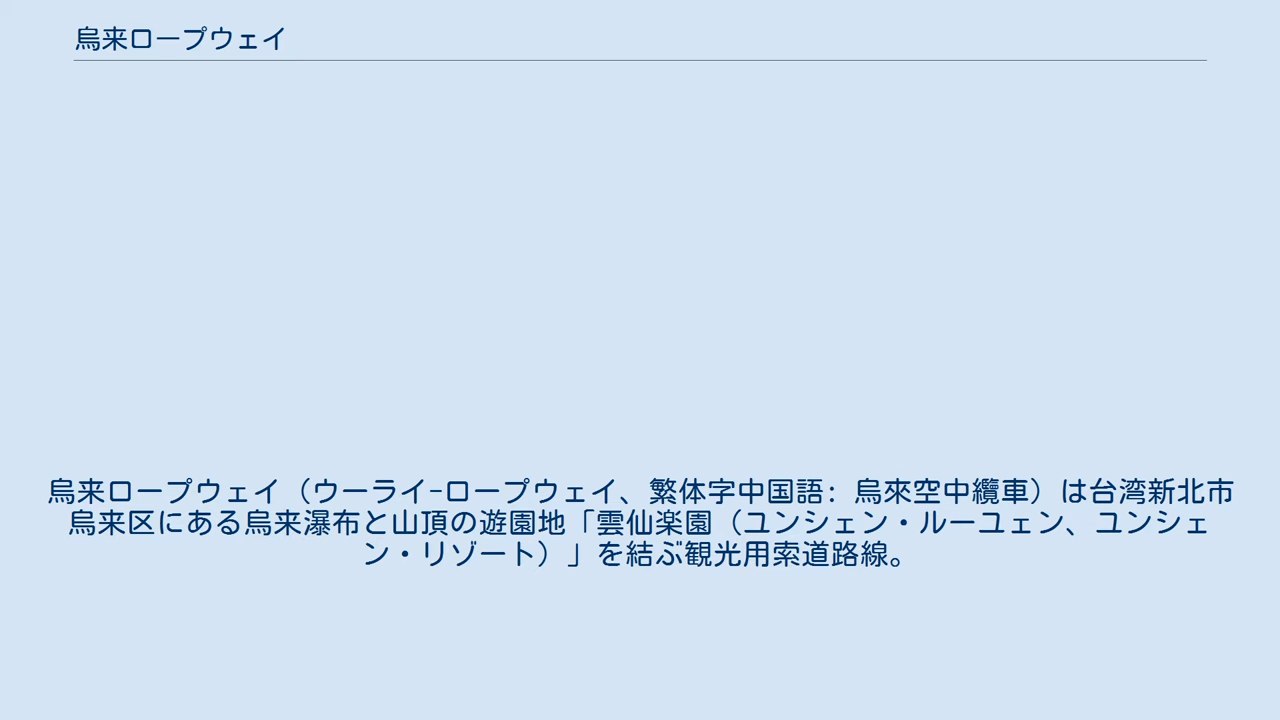 烏来ロープウェイ
烏来ロープウェイ（ウーライ-ロープウェイ、繁体字中国語: 烏來空中纜車）は台湾新北市
烏来区にある烏来瀑布と山頂の遊園地「雲仙楽園（ユンシェン・ルーユェン、ユンシェ
ン・リゾート）」を結ぶ観光用索道路線。